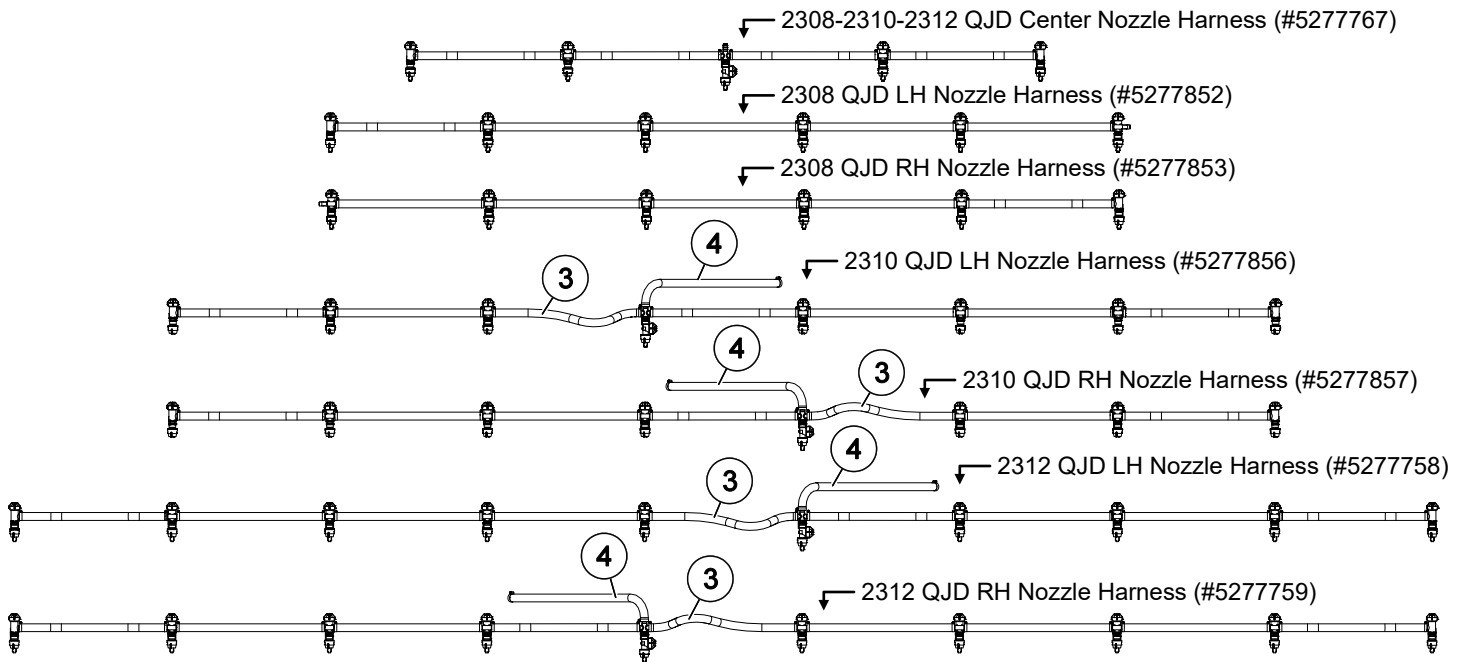 2308-2310-2312 QJD Center Nozzle Harness (#5277767)
2308 QJD LH Nozzle Harness (#5277852)
2308 QJD RH Nozzle Harness (#5277853)
4
3
2310 QJD LH Nozzle Harness (#5277856)
4
3
2310 QJD RH Nozzle Harness (#5277857)
4
3
2312 QJD LH Nozzle Harness (#5277758)
4
3
2312 QJD RH Nozzle Harness (#5277759)